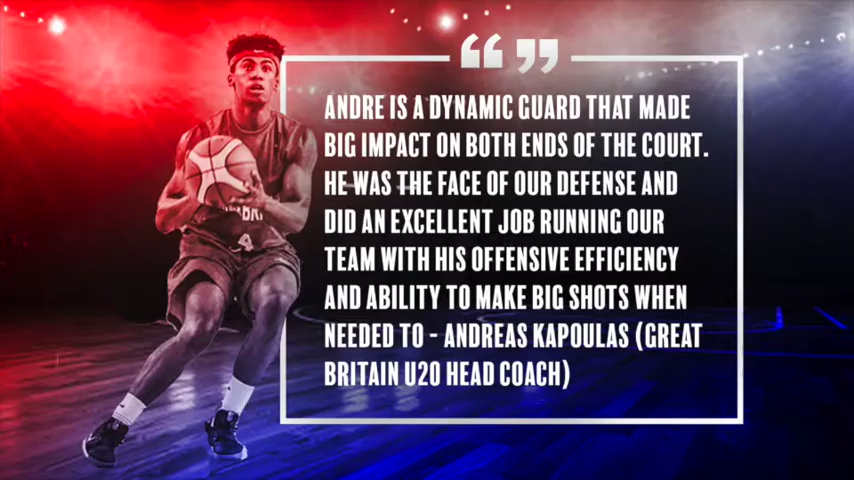 ANDRE IS A DYNAMIC GUARD THAT MADE
BIG IMPACT ON BOTH ENDS OF THE COURT.
HE WAS THE FACE OF OUR DEFENSE AND
DID AN EXCELLENT JOB RUNNING OUR
TEAM WITH HIS OFFENSIVE EFFICIENCY
AND ABILITY TO MAKE BIG SHOTS WHEN
NEEDED TO - ANDREAS KAPOULAS (GREAT
BRITAIN U20 HEAD COACH)
4